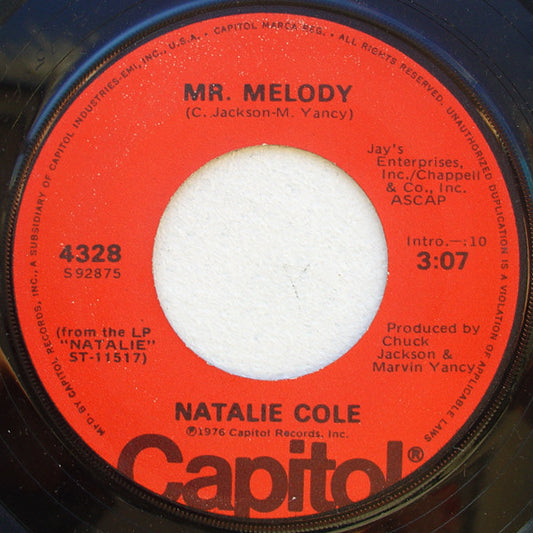 MFD. BY CAPITOL RECORDS, INC., A SUBSIDIARY OF CAPITOL INDUSTRIES-EMI, INC., U.S.A. • CAPITOL MARCA REG. • ALL RIGHTS RESERVED. UNAUTHORIZED DUPLICATION IS A VIOLATION OF APPLICABLE LAWS
MR. MELODY
(C. Jackson-M. Yancy)
Jay's
Enterprises,
Inc./Chappell
& Co., Inc.
ASCAP
4328
S92875
Intro.—:10
3:07
(from the LP
"NATALIE"
ST-11517)
Produced by
Chuck
Jackson &
Marvin Yancy
NATALIE COLE
℗1976 Capitol Records, Inc.
Capitol®